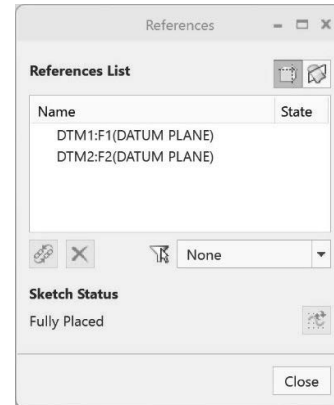 References
References List
Name State
DTM1:F1(DATUM PLANE)
DTM2:F2(DATUM PLANE)
None
Sketch Status
Fully Placed
Close